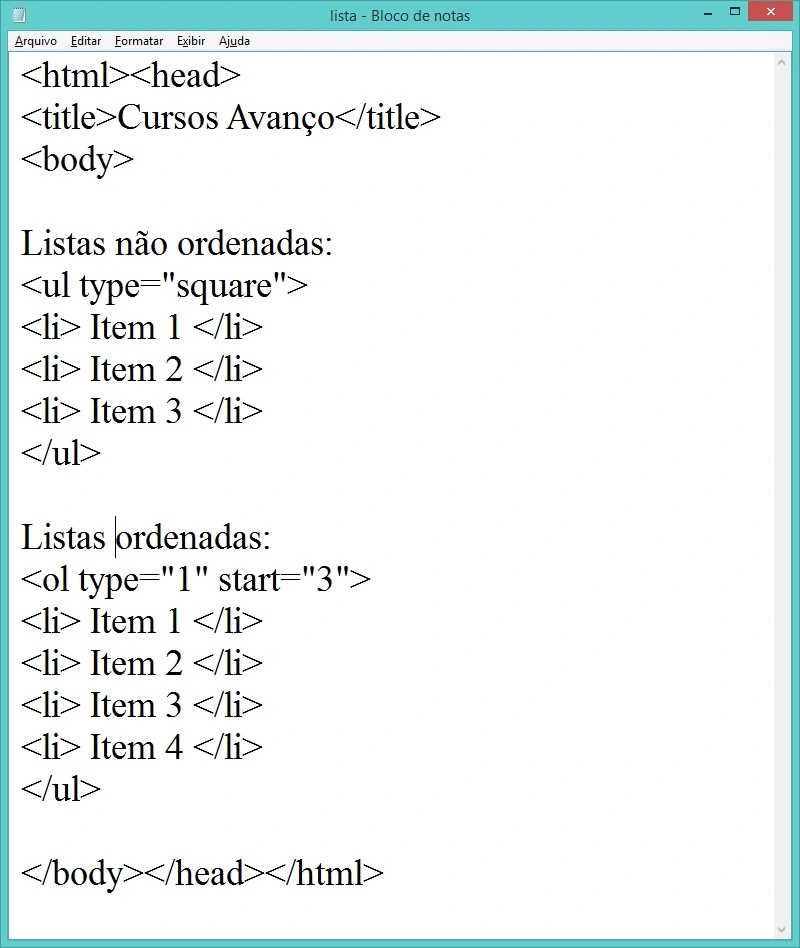 lista - Bloco de notas
Arquivo Editar Formatar Exibir Ajuda
<html><head>
<title>Cursos Avanço</title>
<body>
Listas não ordenadas:
<ul type="square">
<li> Item 1 </li>
<li> Item 2 </li>
<li> Item 3 </li>
</ul>
Listas ordenadas:
<ol type="1" start="3">
<li> Item 1 </li>
<li> Item 2 </li>
<li> Item 3 </li>
<li> Item 4 </li>
</ul>
</body></head></html>